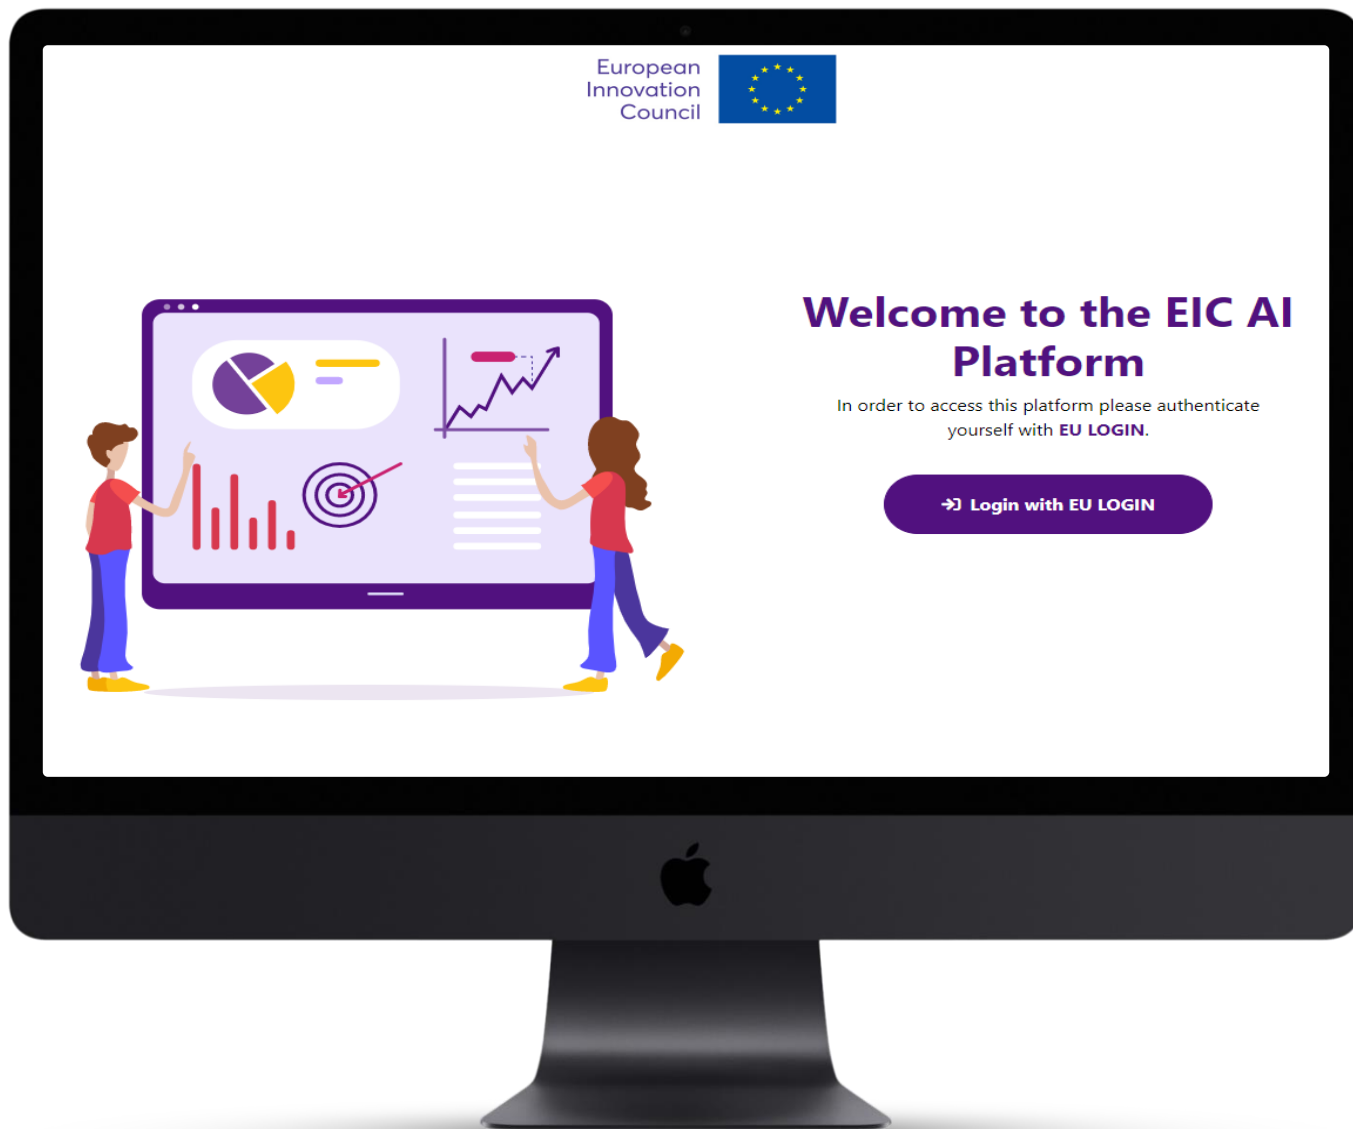 European
Innovation
Council
Welcome to the EIC AI
Platform
In order to access this platform please authenticate
yourself with EU LOGIN.
Login with EU LOGIN